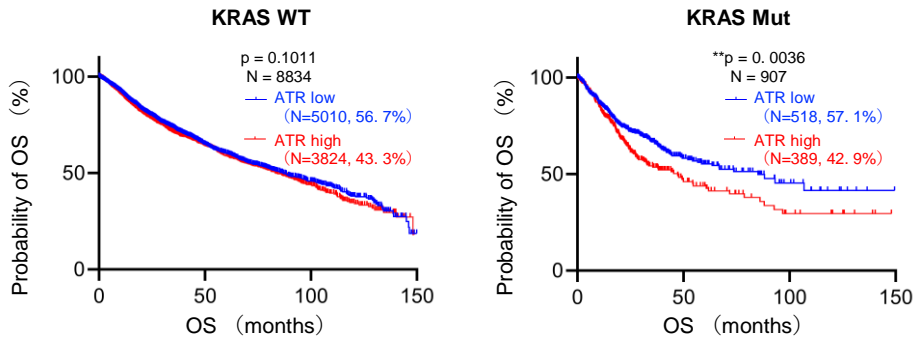 KRAS WT
p = 0.1011
N = 8834
ATR low
（N=5010, 56. 7%）
ATR high
（N=3824, 43. 3%）
Probability of OS （%）
100
50
0
0 50 100 150
OS （months）
KRAS Mut
**p = 0. 0036
N = 907
ATR low
（N=518, 57. 1%）
ATR high
（N=389, 42. 9%）
Probability of OS （%）
100
50
0
0 50 100 150
OS （months）